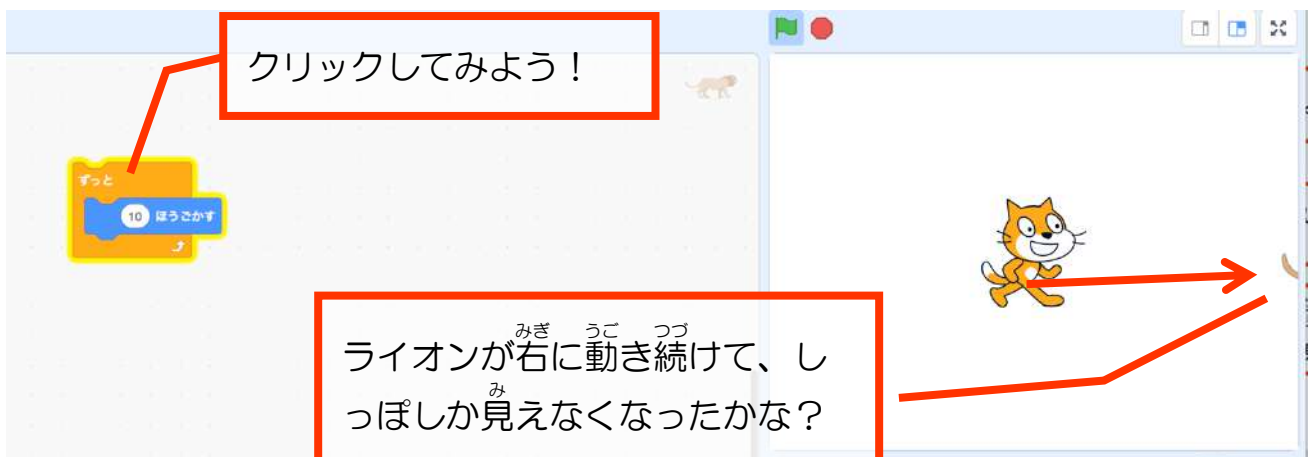 クリックしてみよう！
ずっと
10 ほうごかす
ライオンが右に動き続けて、し
っぽしか見えなくなったかな？